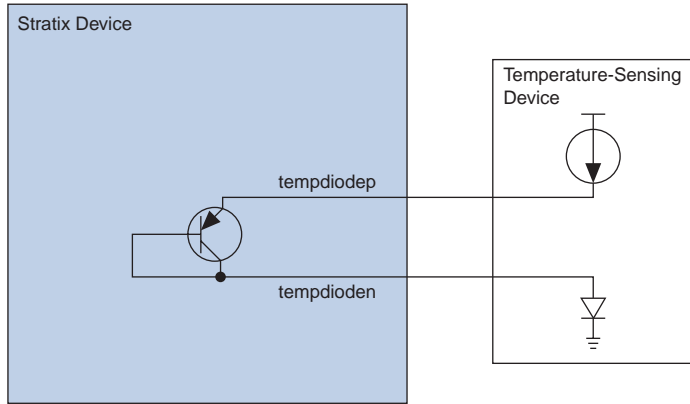 Stratix Device
Temperature-Sensing
Device
tempdiodep
tempdioden